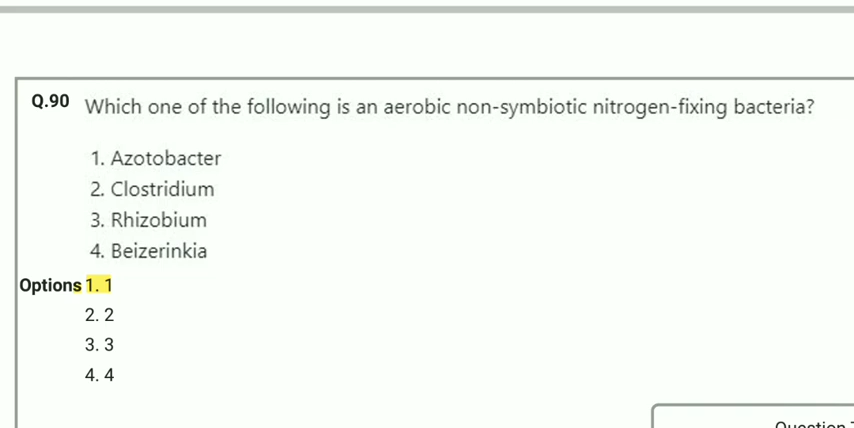 Q.90 Which one of the following is an aerobic non-symbiotic nitrogen-fixing bacteria?
1. Azotobacter
2. Clostridium
3. Rhizobium
4. Beizerinkia
Options 1. 1
2. 2
3. 3
4. 4
Question